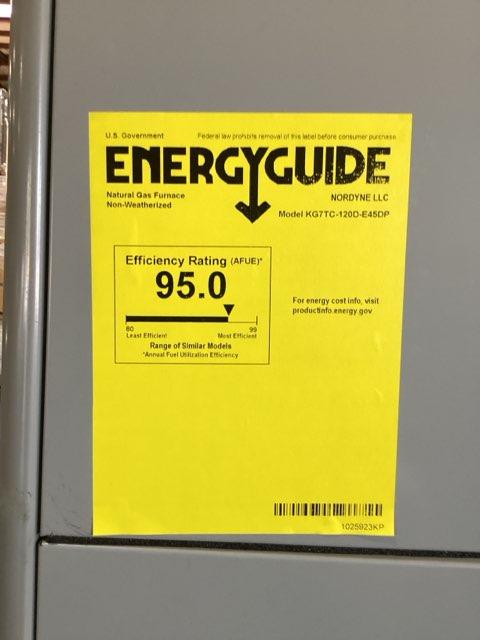 U.S. Government Federal law prohibits removal of this label before consumer purchase
ENERGYGUIDE
Natural Gas Furnace
Non-Weatherized
NORDYNE LLC
Model KG7TC-120D-E45DP
Efficiency Rating (AFUE)*
95.0
80 99
Least Efficient Most Efficient
Range of Similar Models
*Annual Fuel Utilization Efficiency
For energy cost info, visit
productinfo.energy.gov
1025923KP